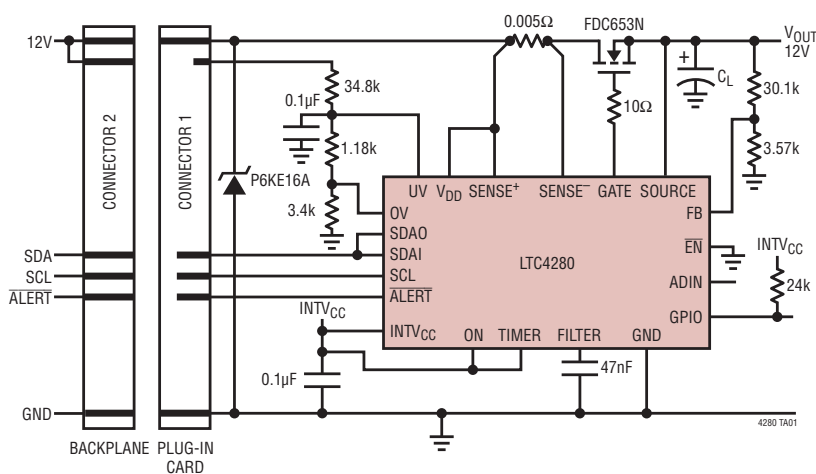 0.005Ω
FDC653N
12V
VOUT
12V
CONNECTOR 2
CONNECTOR 1
34.8k
0.1µF
10Ω
+
CL
30.1k
1.18k
3.57k
P6KE16A
3.4k
UV
VDD
SENSE+
SENSE–
GATE
SOURCE
OV
FB
SDA
SDAO
SDAI
EN
INTVCC
SCL
SCL
LTC4280
ADIN
24k
ALERT
ALERT
GPIO
INTVCC
INTVCC
ON
TIMER
FILTER
GND
0.1µF
47nF
GND
4280 TA01
BACKPLANE
PLUG-IN
CARD